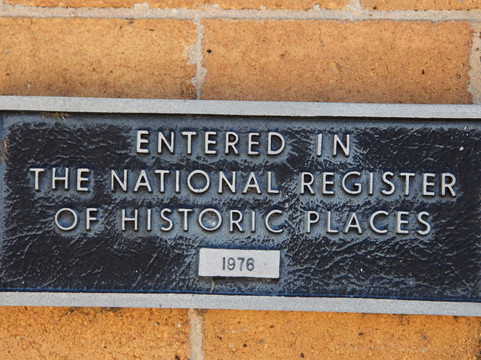 ENTERED IN
THE NATIONAL REGISTER
OF HISTORIC PLACES
1976